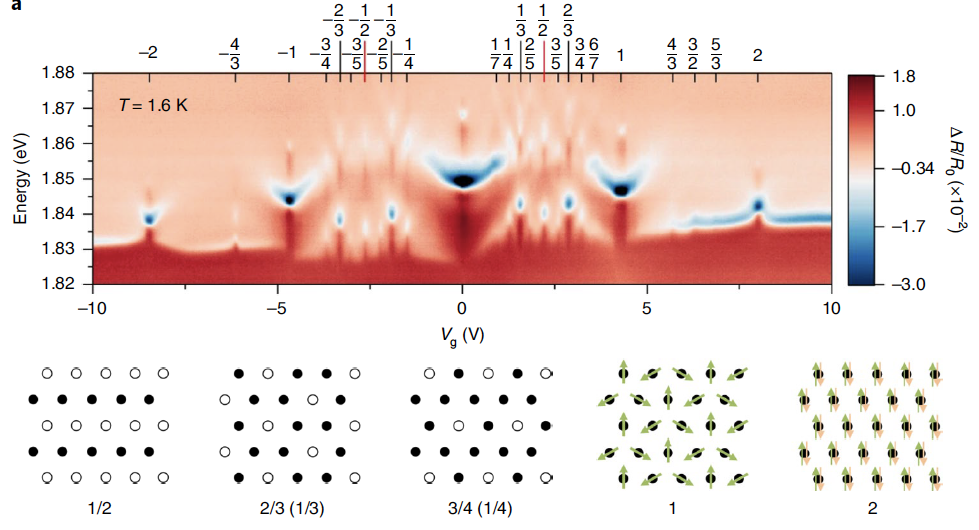 a
−2 −4/3 −1 −3/4 −2/3 −3/5 −1/2 −2/5 −1/3 −1/4 1/7 1/4 1/3 2/5 1/2 3/5 2/3 3/4 6/7 1 4/3 3/2 5/3 2
1.88
1.87
1.86
1.85
1.84
1.83
1.82
Energy (eV)
T = 1.6 K
−10 −5 0 5 10
Vg (V)
1.8
1.0
−0.34
−1.7
−3.0
ΔR/R0 (×10−2)
1/2 2/3 (1/3) 3/4 (1/4) 1 2